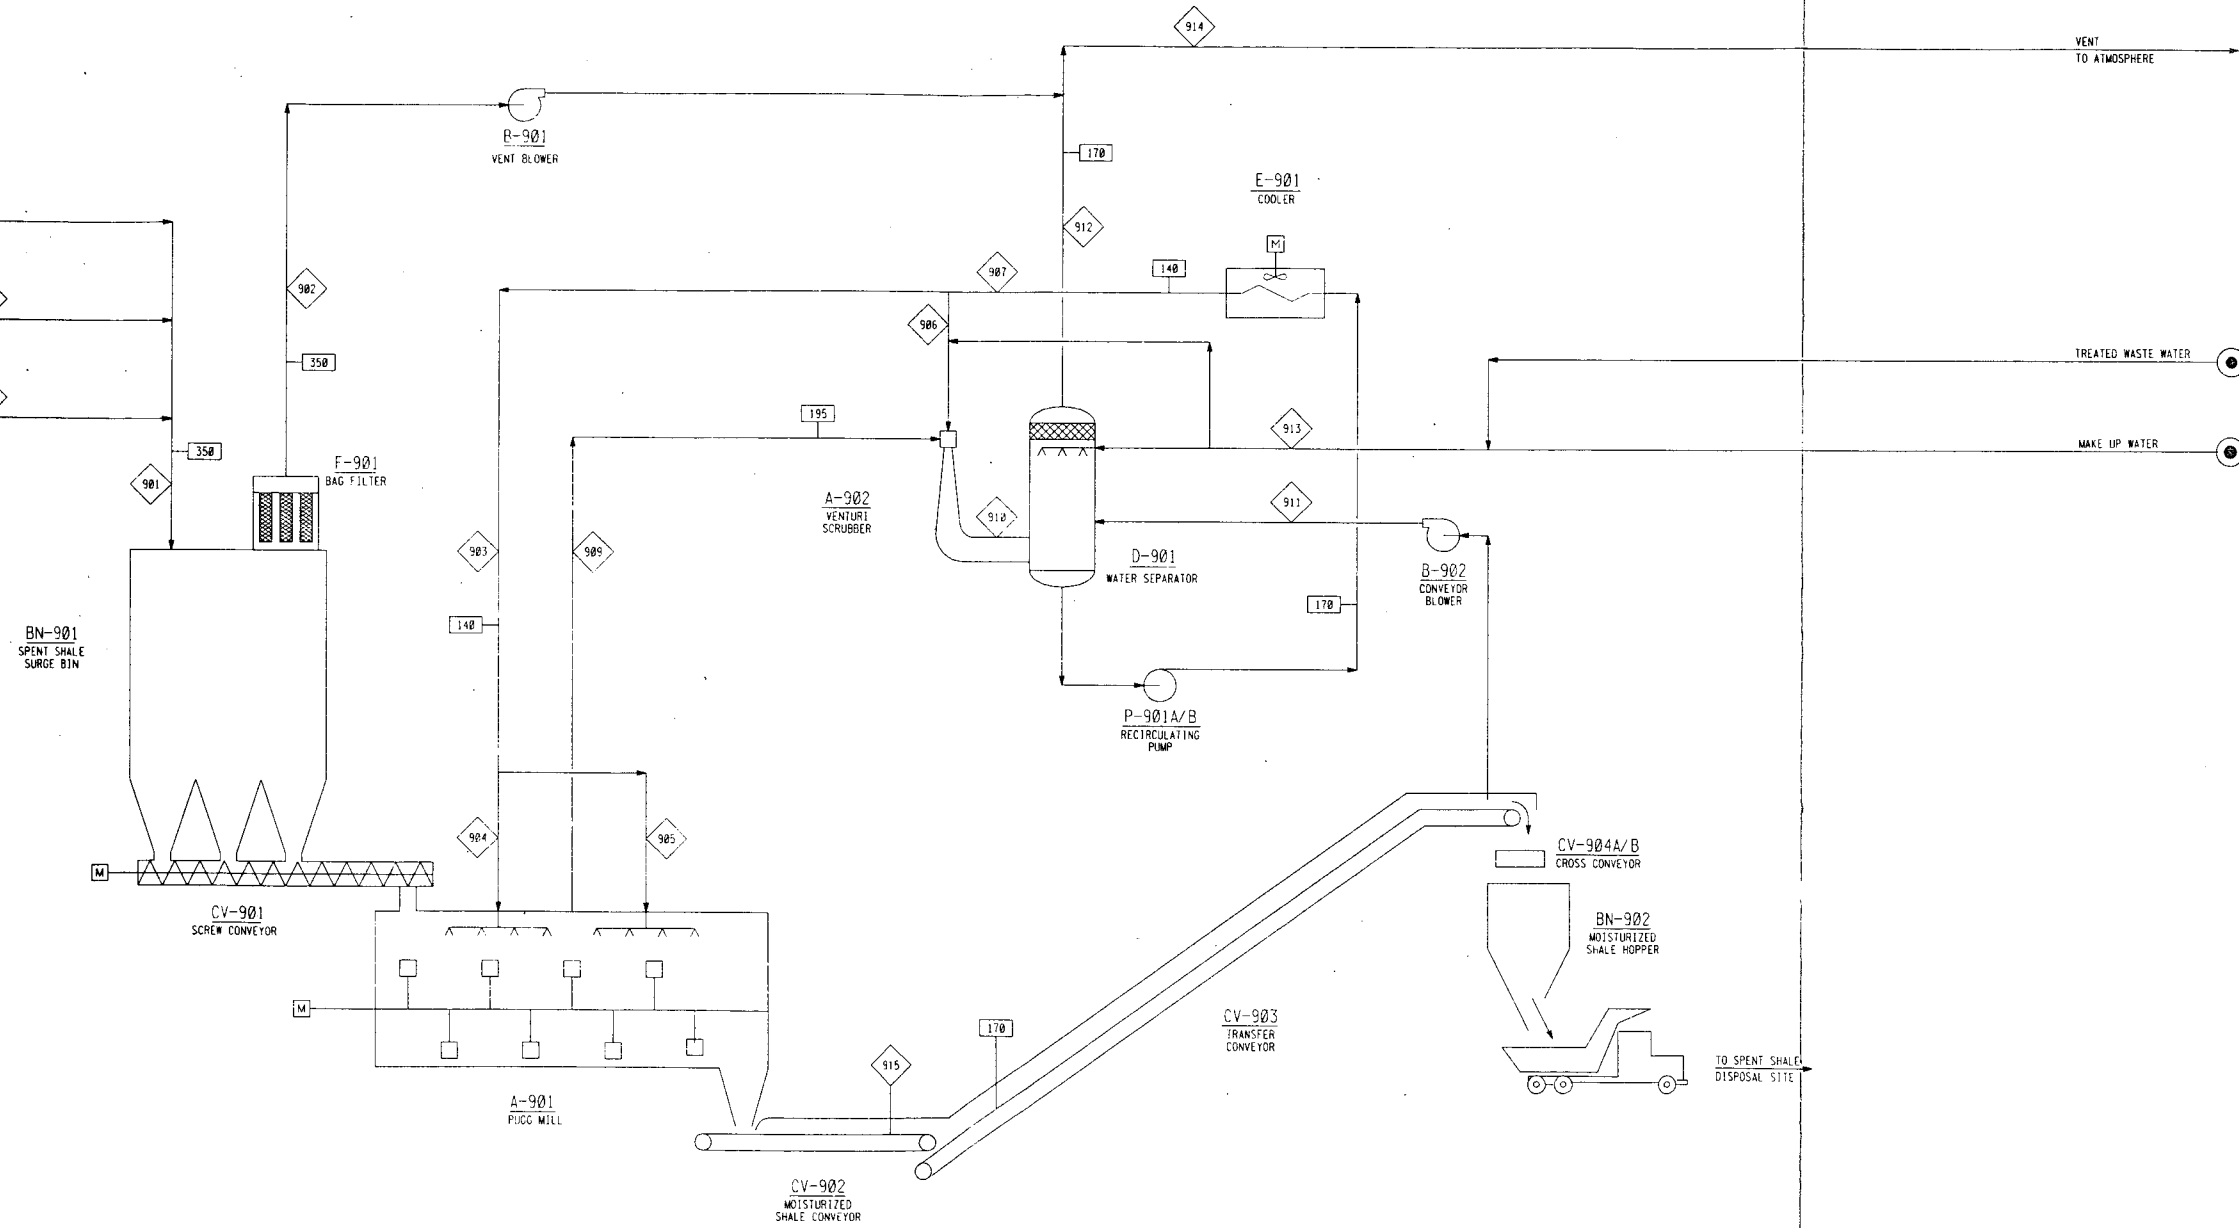 914
VENT
TO ATMOSPHERE
B-901
VENT BLOWER
170
E-901
COOLER
M
912
907
140
902
906
350
TREATED WASTE WATER
195
913
MAKE UP WATER
350
901
F-901
BAG FILTER
A-902
VENTURI
SCRUBBER
910
911
903
909
D-901
WATER SEPARATOR
B-902
CONVEYOR
BLOWER
140
170
BN-901
SPENT SHALE
SURGE BIN
P-901A/B
RECIRCULATING
PUMP
904
905
CV-904A/B
CROSS CONVEYOR
M
CV-901
SCREW CONVEYOR
BN-902
MOISTURIZED
SHALE HOPPER
M
CV-903
TRANSFER
CONVEYOR
170
915
TO SPENT SHALE
DISPOSAL SITE
A-901
PUGG MILL
CV-902
MOISTURIZED
SHALE CONVEYOR